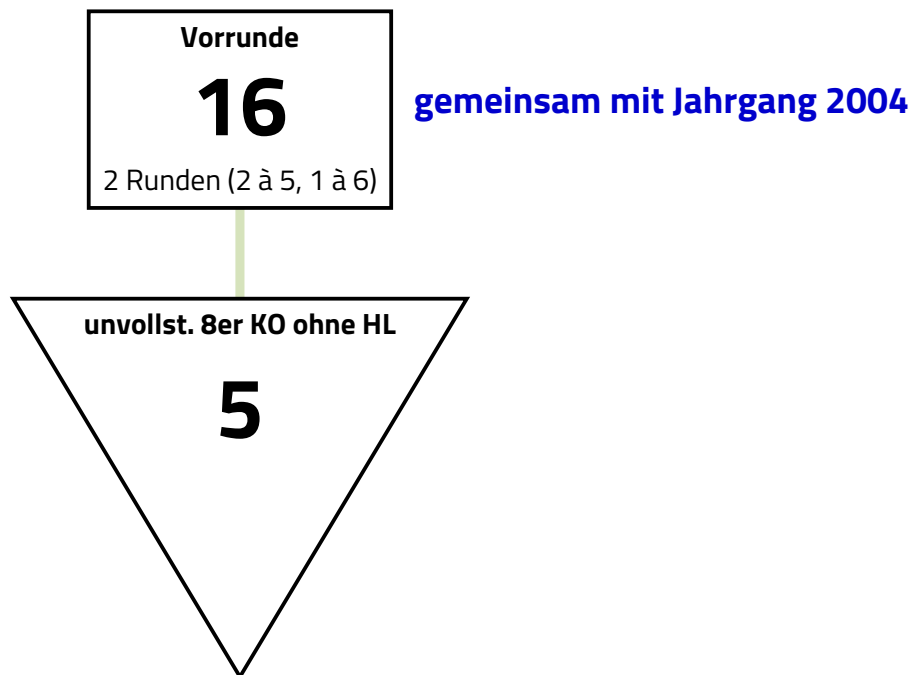 Vorrunde
16
gemeinsam mit Jahrgang 2004
2 Runden (2 à 5, 1 à 6)
unvollst. 8er KO ohne HL
5